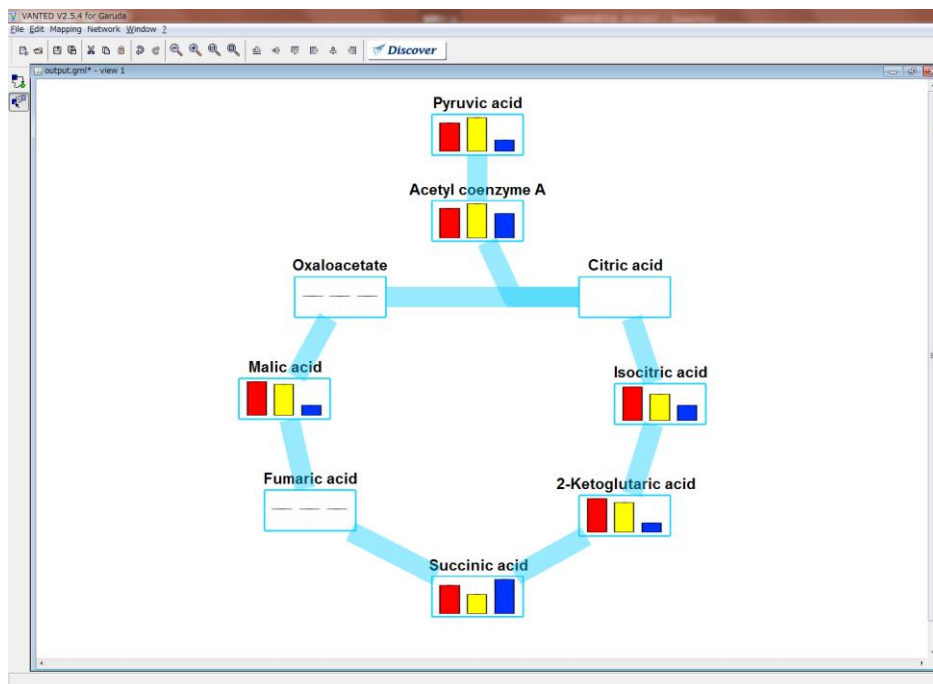 VANTED V2.5.4 for Garuda
File Edit Mapping Network Window ?
Discover
output.gml* - view 1
Pyruvic acid
Acetyl coenzyme A
Oxaloacetate
Citric acid
Malic acid
Isocitric acid
Fumaric acid
2-Ketoglutaric acid
Succinic acid